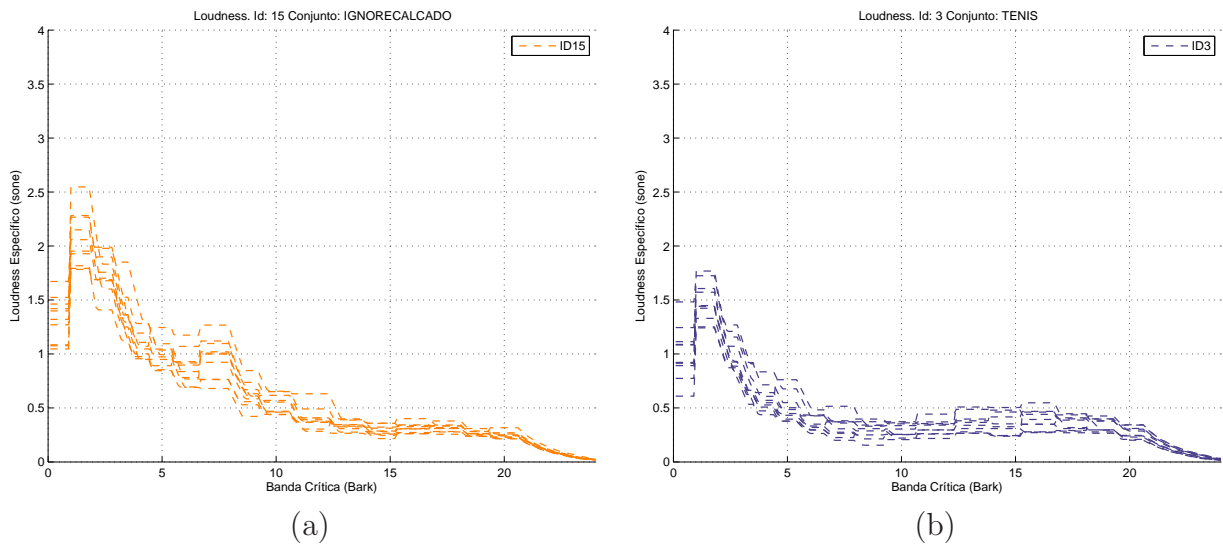 Loudness. Id: 15 Conjunto: IGNORECALCADO
4
3.5
3
2.5
2
1.5
1
0.5
0
Loudness Específico (sone)
ID15
0 5 10 15 20
Banda Crítica (Bark)
(a)
Loudness. Id: 3 Conjunto: TENIS
4
3.5
3
2.5
2
1.5
1
0.5
0
Loudness Específico (sone)
ID3
0 5 10 15 20
Banda Crítica (Bark)
(b)